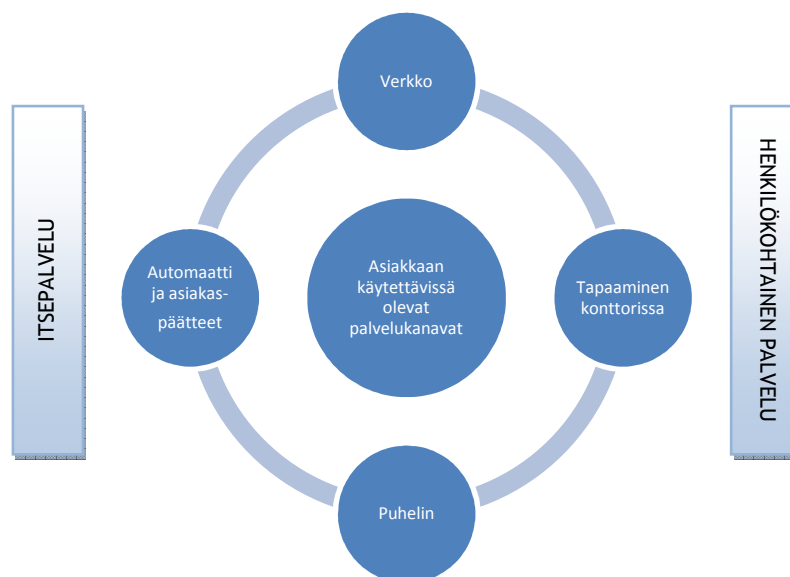 Verkko
ITSEPALVELU
Automaatti
ja asiakas-
päätteet
Asiakkaan
käytettävissä
olevat
palvelukanavat
Tapaaminen
konttorissa
HENKILÖKOHTAINEN PALVELU
Puhelin